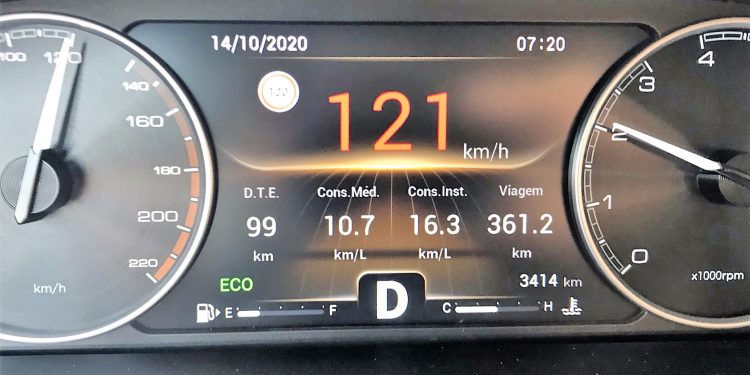 14/10/2020 07:20
120
121 km/h
D.T.E. Cons.Méd. Cons.Inst. Viagem
99 10.7 16.3 361.2
km km/L km/L km
ECO
3414 km
D
E F
C H
100
120
140
160
180
200
220
km/h
4
3
2
1
0
x1000rpm